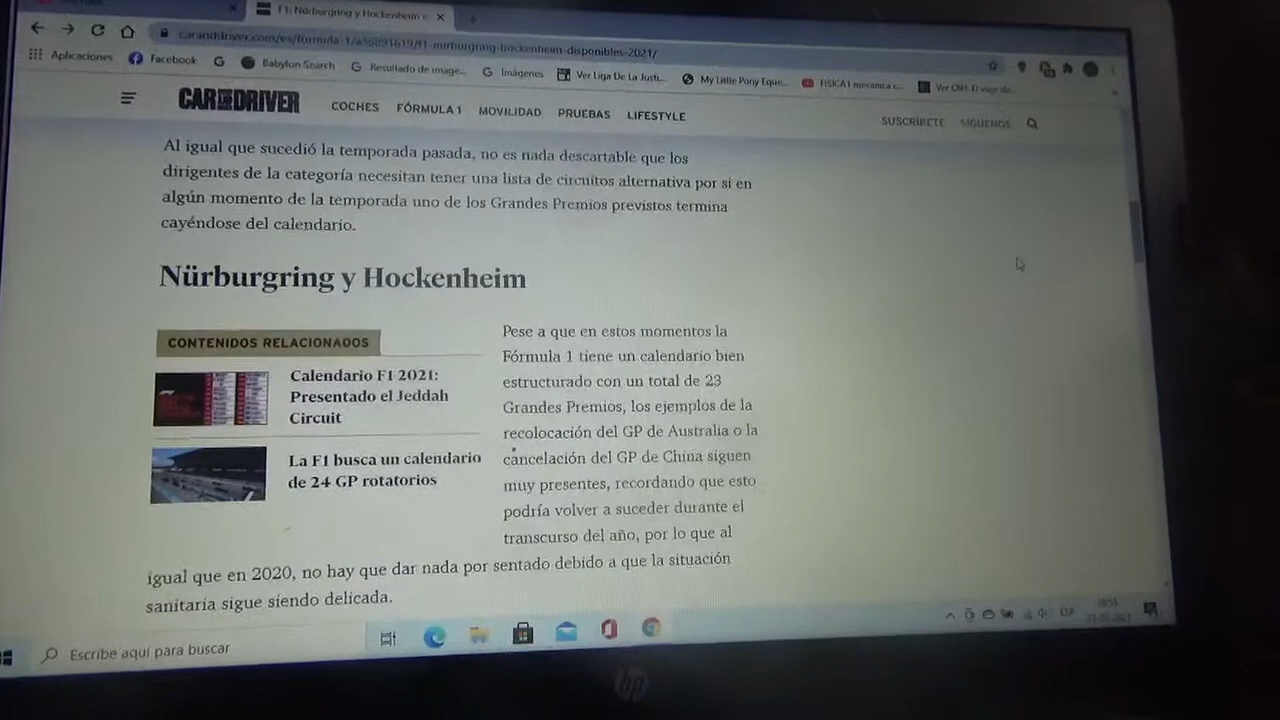 F1: Nürburgring y Hockenheim
caranddriver.com/es/formula-1/a35891619/f1-nurburgring-hockenheim-disponibles-2021/
Aplicaciones Facebook Babylon Search Resultado de image... Imágenes Ver Liga De La Justi... My Little Pony Eque... FISICA I mecanica c...
CAR AND DRIVER COCHES FÓRMULA 1 MOVILIDAD PRUEBAS LIFESTYLE SUSCRÍBETE SÍGUENOS
Al igual que sucedió la temporada pasada, no es nada descartable que los
dirigentes de la categoría necesitan tener una lista de circuitos alternativa por si en
algún momento de la temporada uno de los Grandes Premios previstos termina
cayéndose del calendario.
Nürburgring y Hockenheim
CONTENIDOS RELACIONADOS
Calendario F1 2021:
Presentado el Jeddah
Circuit
La F1 busca un calendario
de 24 GP rotatorios
Pese a que en estos momentos la
Fórmula 1 tiene un calendario bien
estructurado con un total de 23
Grandes Premios, los ejemplos de la
recolocación del GP de Australia o la
cancelación del GP de China siguen
muy presentes, recordando que esto
podría volver a suceder durante el
transcurso del año, por lo que al
igual que en 2020, no hay que dar nada por sentado debido a que la situación
sanitaria sigue siendo delicada.
Escribe aquí para buscar
ESP
hp